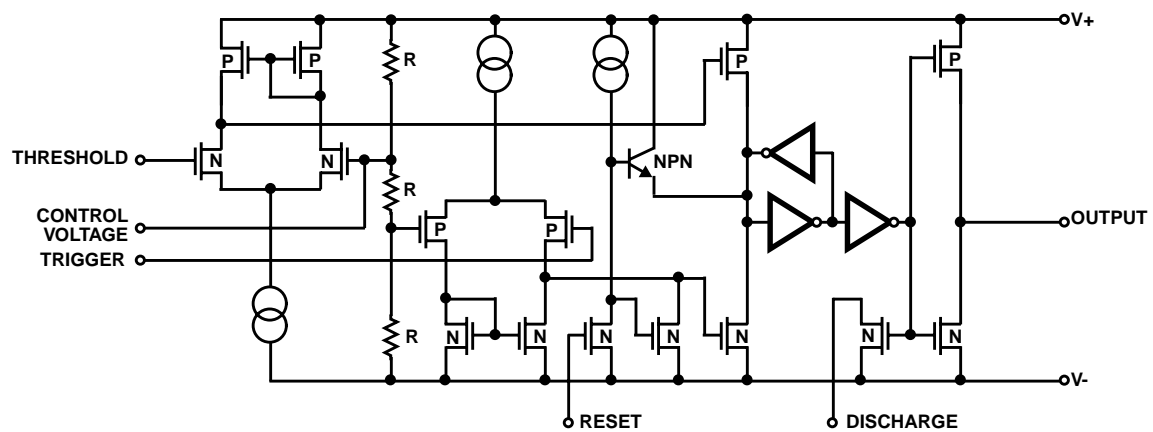 V+
P
P
R
P
P
THRESHOLD
N
N
NPN
R
CONTROL
VOLTAGE
P
P
OUTPUT
TRIGGER
R
N
N
N
N
N
N
N
V-
RESET
DISCHARGE